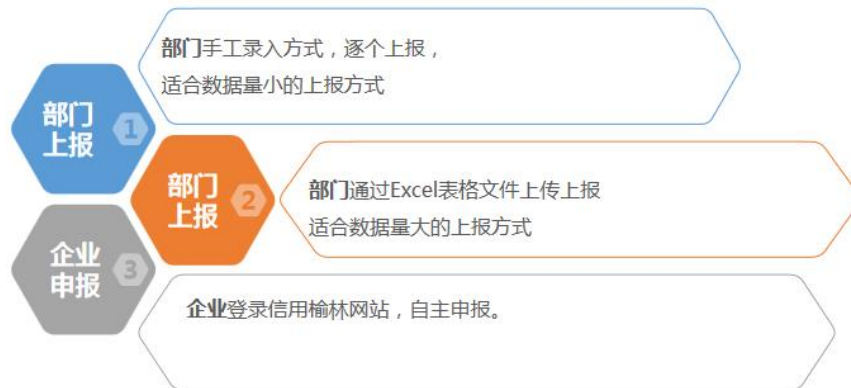 部门手工录入方式，逐个上报，
适合数据量小的上报方式
部门
上报
1
部门
上报
2
部门通过Excel表格文件上传上报
适合数据量大的上报方式
企业
申报
3
企业登录信用榆林网站，自主申报。